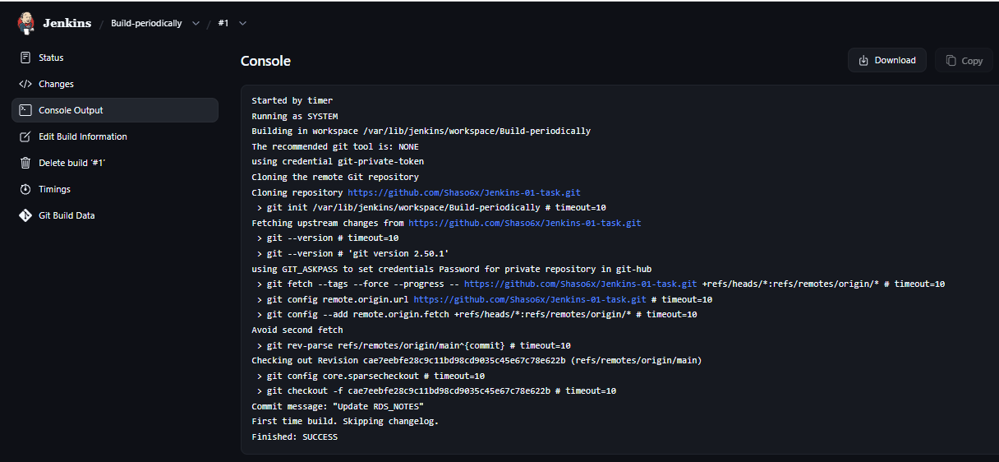 Jenkins / Build-periodically / #1
Status
Changes
Console Output
Edit Build Information
Delete build ‘#1’
Timings
Git Build Data
Console
Download
Copy
Started by timer
Running as SYSTEM
Building in workspace /var/lib/jenkins/workspace/Build-periodically
The recommended git tool is: NONE
using credential git-private-token
Cloning the remote Git repository
Cloning repository https://github.com/Shaso6x/Jenkins-01-task.git
> git init /var/lib/jenkins/workspace/Build-periodically # timeout=10
Fetching upstream changes from https://github.com/Shaso6x/Jenkins-01-task.git
> git --version # timeout=10
> git --version # 'git version 2.50.1'
using GIT_ASKPASS to set credentials Password for private repository in git-hub
> git fetch --tags --force --progress -- https://github.com/Shaso6x/Jenkins-01-task.git +refs/heads/*:refs/remotes/origin/* # timeout=10
> git config remote.origin.url https://github.com/Shaso6x/Jenkins-01-task.git # timeout=10
> git config --add remote.origin.fetch +refs/heads/*:refs/remotes/origin/* # timeout=10
Avoid second fetch
> git rev-parse refs/remotes/origin/main^{commit} # timeout=10
Checking out Revision cae7eebfe28c9c11bd98cd9035c45e67c78e622b (refs/remotes/origin/main)
> git config core.sparsecheckout # timeout=10
> git checkout -f cae7eebfe28c9c11bd98cd9035c45e67c78e622b # timeout=10
Commit message: "Update RDS_NOTES"
First time build. Skipping changelog.
Finished: SUCCESS